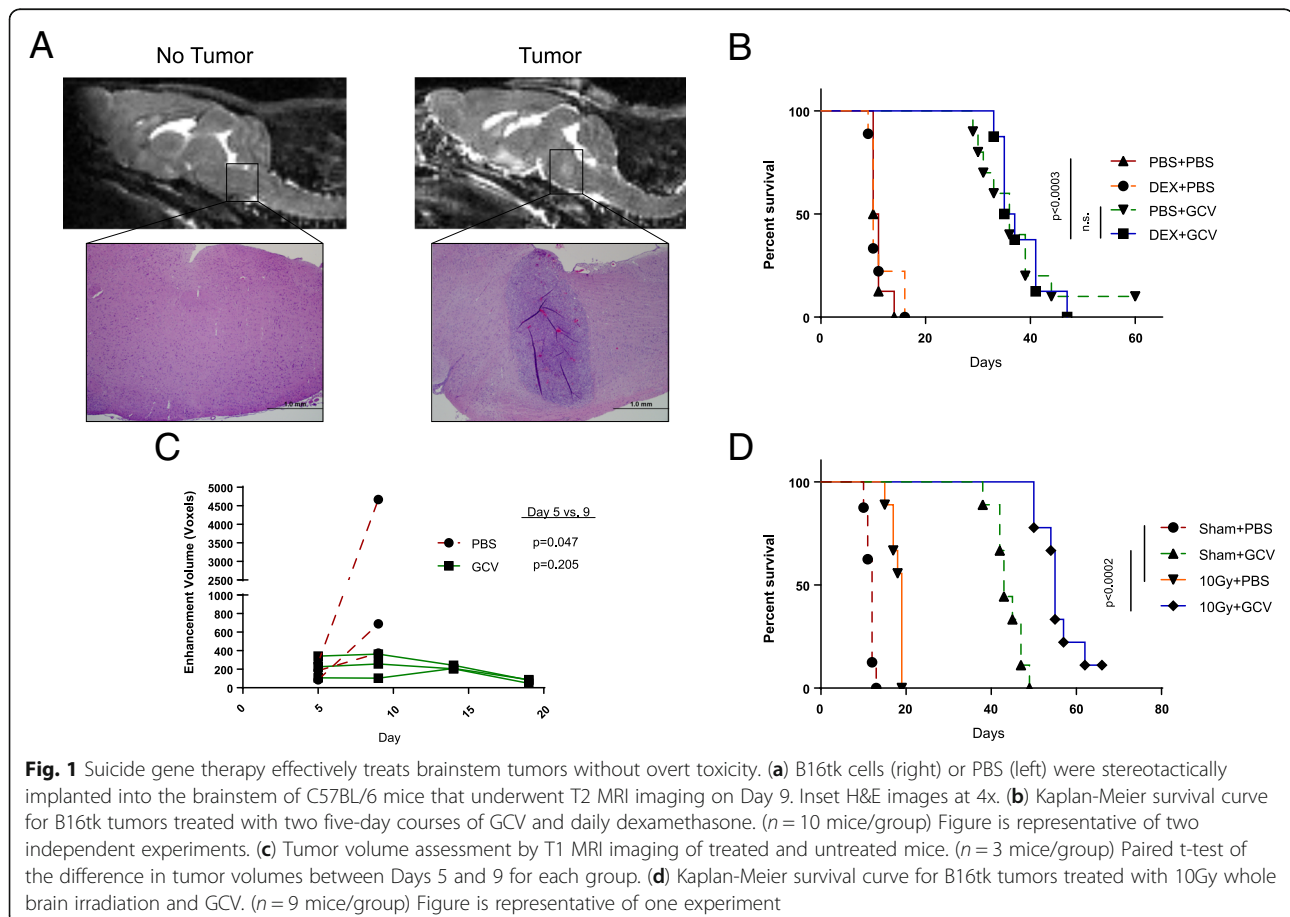 A
No Tumor
Tumor
1.0 mm
1.0 mm
B
Percent survival
100
50
0
0
20
40
60
Days
p<0.0003
n.s.
PBS+PBS
DEX+PBS
PBS+GCV
DEX+GCV
C
Enhancement Volume (Voxels)
5000
4500
4000
3500
3000
2500
1000
800
600
400
200
0
0
5
10
15
20
Day
Day 5 vs. 9
PBS
p=0.047
GCV
p=0.205
D
Percent survival
100
50
0
0
20
40
60
80
Days
p<0.0002
Sham+PBS
Sham+GCV
10Gy+PBS
10Gy+GCV
Fig. 1 Suicide gene therapy effectively treats brainstem tumors without overt toxicity. (a) B16tk cells (right) or PBS (left) were stereotactically
implanted into the brainstem of C57BL/6 mice that underwent T2 MRI imaging on Day 9. Inset H&E images at 4x. (b) Kaplan-Meier survival curve
for B16tk tumors treated with two five-day courses of GCV and daily dexamethasone. (n = 10 mice/group) Figure is representative of two
independent experiments. (c) Tumor volume assessment by T1 MRI imaging of treated and untreated mice. (n = 3 mice/group) Paired t-test of
the difference in tumor volumes between Days 5 and 9 for each group. (d) Kaplan-Meier survival curve for B16tk tumors treated with 10Gy whole
brain irradiation and GCV. (n = 9 mice/group) Figure is representative of one experiment